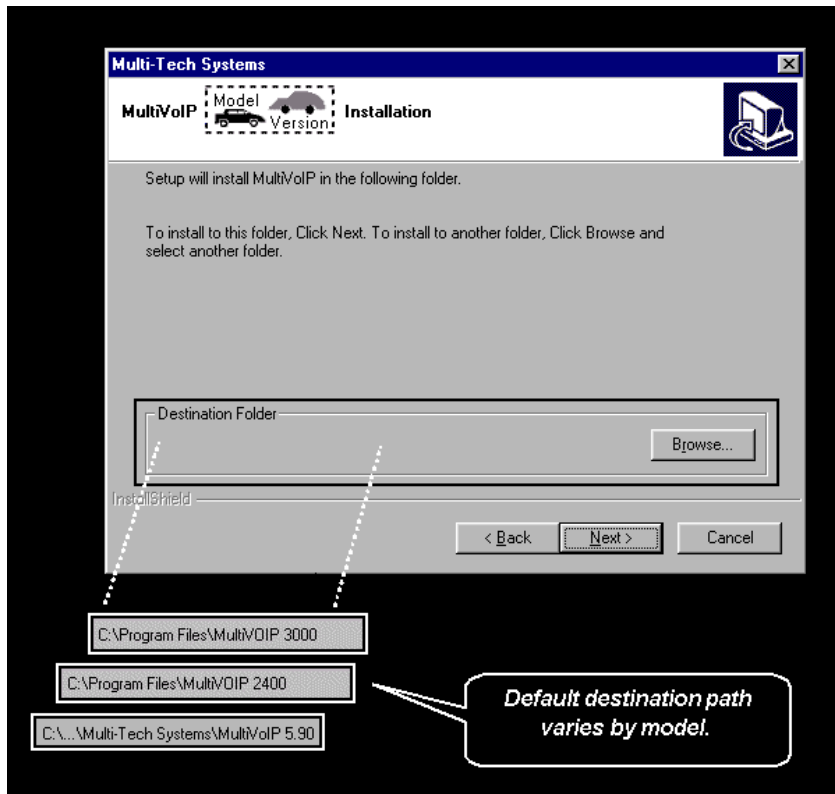 Multi-Tech Systems
MultiVoIP Model Version Installation
Setup will install MultiVoIP in the following folder.
To install to this folder, Click Next. To install to another folder, Click Browse and
select another folder.
Destination Folder
Browse...
InstallShield
< Back Next > Cancel
C:\Program Files\MultiVOIP 3000
C:\Program Files\MultiVOIP 2400
C:\...\Multi-Tech Systems\MultiVoIP 5.90
Default destination path
varies by model.